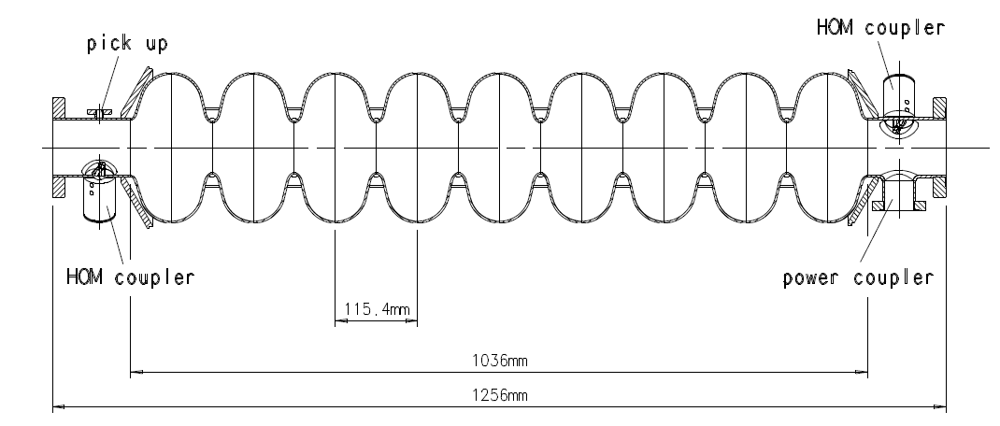 HOM coupler
pick up
HOM coupler
power coupler
115.4mm
1036mm
1256mm